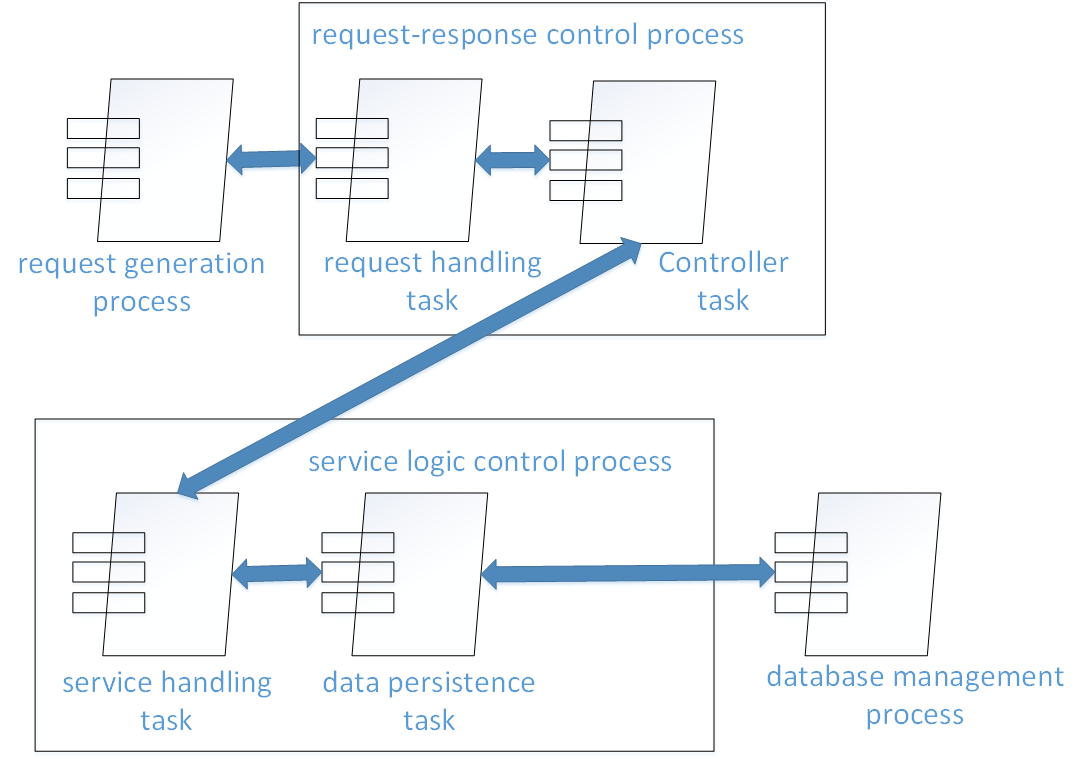 request-response control process
request generation
process
request handling
task
Controller
task
service logic control process
service handling
task
data persistence
task
database management
process